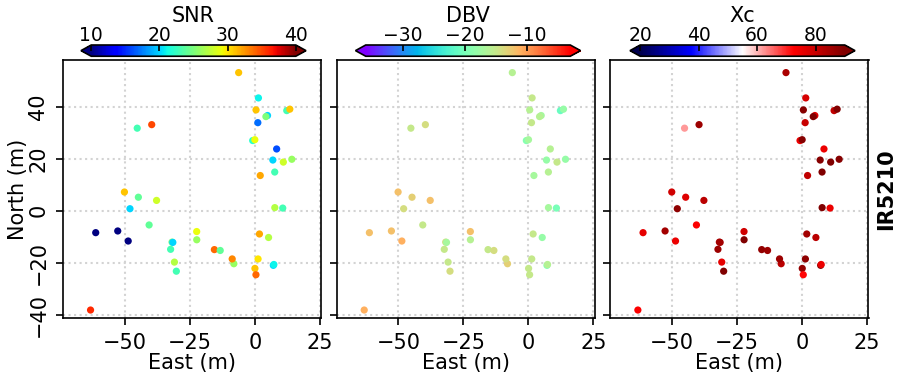 SNR DBV Xc
10 20 30 40 −30 −20 −10 20 40 60 80
40
20
0
−20
−40
North (m)
IR5210
−50 −25 0 25 −50 −25 0 25 −50 −25 0 25
East (m) East (m) East (m)